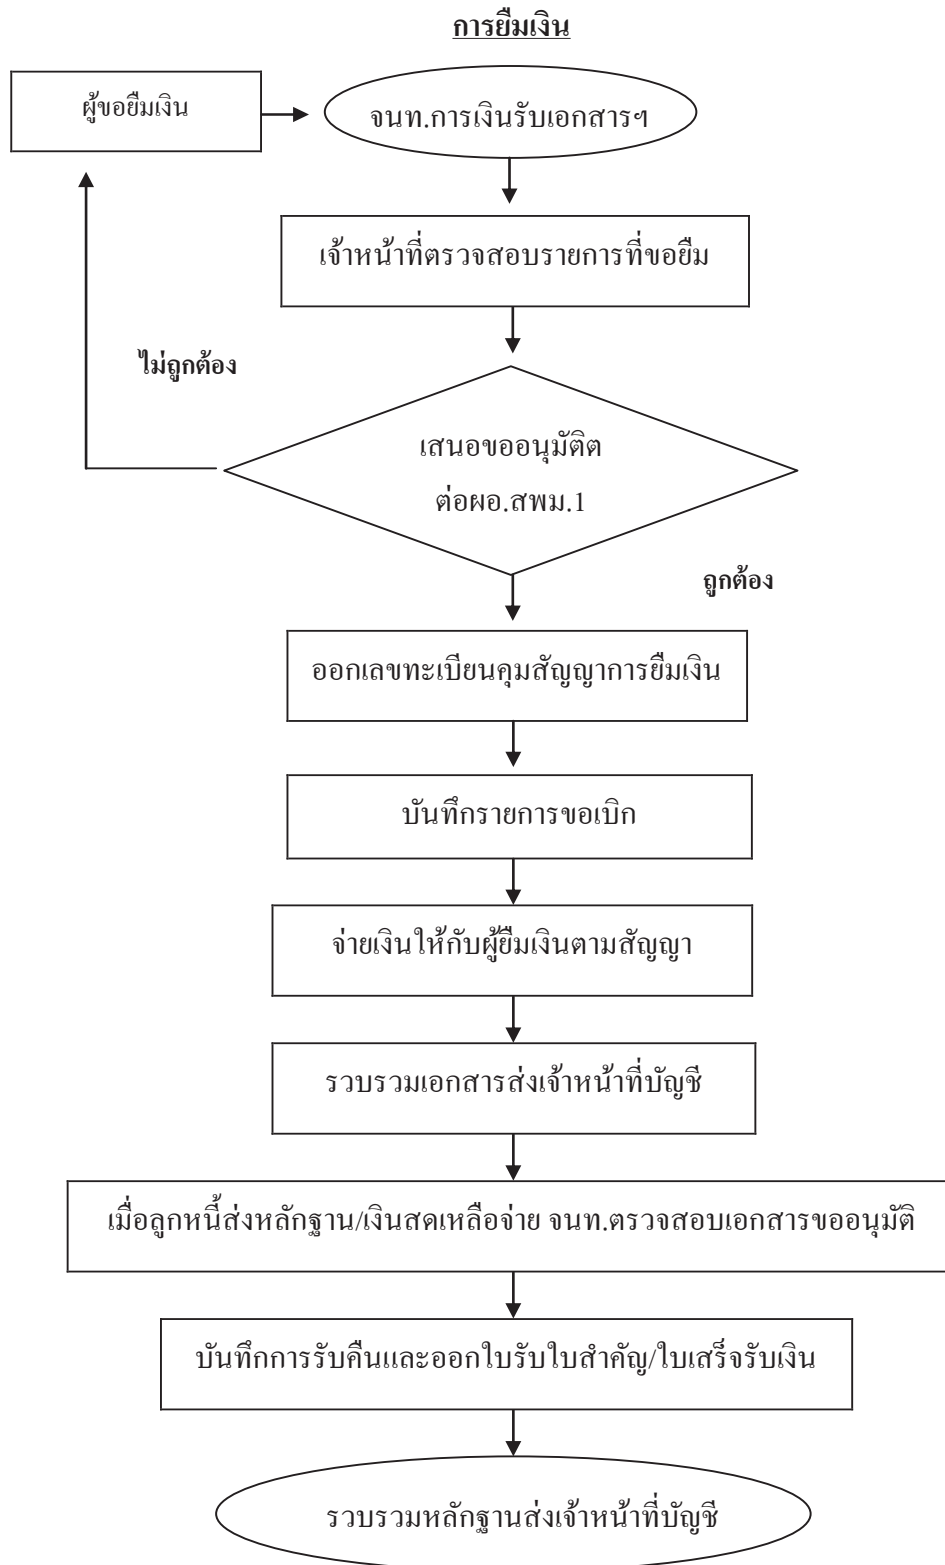 การยืมเงิน
ผู้ขอยืมเงิน
จนท.การเงินรับเอกสารฯ
เจ้าหน้าที่ตรวจสอบรายการที่ขอยืม
ไม่ถูกต้อง
เสนอขออนุมัติต
ต่อผอ.สพม.1
ถูกต้อง
ออกเลขทะเบียนคุมสัญญาการยืมเงิน
บันทึกรายการขอเบิก
จ่ายเงินให้กับผู้ยืมเงินตามสัญญา
รวบรวมเอกสารส่งเจ้าหน้าที่บัญชี
เมื่อลูกหนี้ส่งหลักฐาน/เงินสดเหลือจ่าย จนท.ตรวจสอบเอกสารขออนุมัติ
บันทึกการรับคืนและออกใบรับใบสำคัญ/ใบเสร็จรับเงิน
รวบรวมหลักฐานส่งเจ้าหน้าที่บัญชี